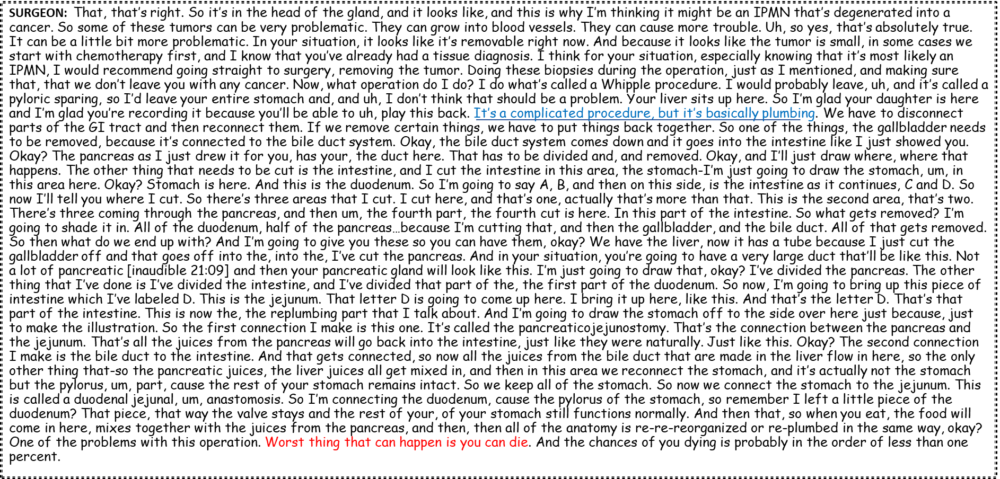 SURGEON: That, that's right. So it's in the head of the gland, and it looks like, and this is why I'm thinking it might be an IPMN that's degenerated into a
cancer. So some of these tumors can be very problematic. They can grow into blood vessels. They can cause more trouble. Uh, so yes, that's absolutely true.
It can be a little bit more problematic. In your situation, it looks like it's removable right now. And because it looks like the tumor is small, in some cases we
start with chemotherapy first, and I know that you've already had a tissue diagnosis. I think for your situation, especially knowing that it's most likely an
IPMN, I would recommend going straight to surgery, removing the tumor. Doing these biopsies during the operation, just as I mentioned, and making sure
that, that we don't leave you with any cancer. Now, what operation do I do? I do what's called a Whipple procedure. I would probably leave, uh, and it's called a
pyloric sparing, so I'd leave your entire stomach and, and uh, I don't think that should be a problem. Your liver sits up here. So I'm glad your daughter is here
and I'm glad you're recording it because you'll be able to uh, play this back. It's a complicated procedure, but it's basically plumbing. We have to disconnect
parts of the GI tract and then reconnect them. If we remove certain things, we have to put things back together. So one of the things, the gallbladder needs
to be removed, because it's connected to the bile duct system. Okay, the bile duct system comes down and it goes into the intestine like I just showed you.
Okay? The pancreas as I just drew it for you, has your, the duct here. That has to be divided and, and removed. Okay, and I'll just draw where, where that
happens. The other thing that needs to be cut is the intestine, and I cut the intestine in this area, the stomach-I'm just going to draw the stomach, um, in
this area here. Okay? Stomach is here. And this is the duodenum. So I'm going to say A, B, and then on this side, is the intestine as it continues, C and D. So
now I'll tell you where I cut. So there's three areas that I cut. I cut here, and that's one, actually that's more than that. This is the second area, that's two.
There's three coming through the pancreas, and then um, the fourth part, the fourth cut is here. In this part of the intestine. So what gets removed? I'm
going to shade it in. All of the duodenum, half of the pancreas…because I'm cutting that, and then the gallbladder, and the bile duct. All of that gets removed.
So then what do we end up with? And I'm going to give you these so you can have them, okay? We have the liver, now it has a tube because I just cut the
gallbladder off and that goes off into the, into the, I've cut the pancreas. And in your situation, you're going to have a very large duct that'll be like this. Not
a lot of pancreatic [inaudible 21:09] and then your pancreatic gland will look like this. I'm just going to draw that, okay? I've divided the pancreas. The other
thing that I've done is I've divided the intestine, and I've divided that part of the, the first part of the duodenum. So now, I'm going to bring up this piece of
intestine which I've labeled D. This is the jejunum. That letter D is going to come up here. I bring it up here, like this. And that's the letter D. That's that
part of the intestine. This is now the, the replumbing part that I talk about. And I'm going to draw the stomach off to the side over here just because, just
to make the illustration. So the first connection I make is this one. It's called the pancreaticojejunostomy. That's the connection between the pancreas and
the jejunum. That's all the juices from the pancreas will go back into the intestine, just like they were naturally. Just like this. Okay? The second connection
I make is the bile duct to the intestine. And that gets connected, so now all the juices from the bile duct that are made in the liver flow in here, so the only
other thing that-so the pancreatic juices, the liver juices all get mixed in, and then in this area we reconnect the stomach, and it's actually not the stomach
but the pylorus, um, part, cause the rest of your stomach remains intact. So we keep all of the stomach. So now we connect the stomach to the jejunum. This
is called a duodenal jejunal, um, anastomosis. So I'm connecting the duodenum, cause the pylorus of the stomach, so remember I left a little piece of the
duodenum? That piece, that way the valve stays and the rest of your, of your stomach still functions normally. And then that, so when you eat, the food will
come in here, mixes together with the juices from the pancreas, and then, then all of the anatomy is re-re-reorganized or re-plumbed in the same way, okay?
One of the problems with this operation. Worst thing that can happen is you can die. And the chances of you dying is probably in the order of less than one
percent.